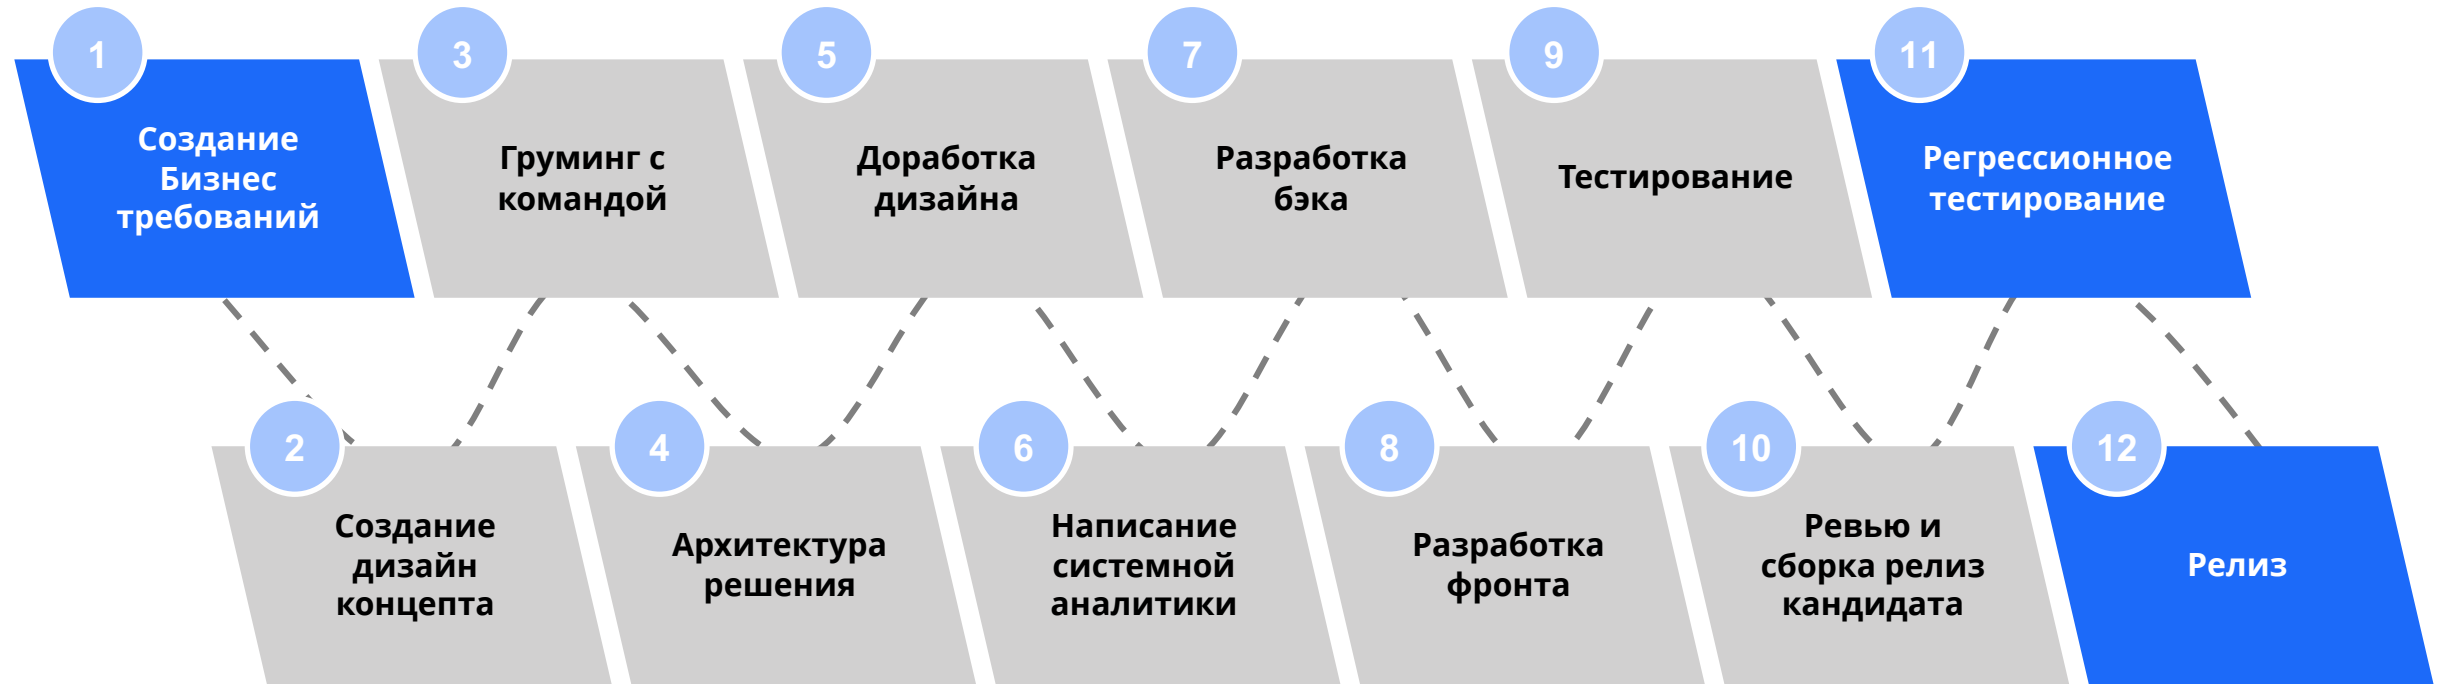 1
Создание
Бизнес
требований
2
Создание
дизайн
концепта
3
Груминг с
командой
4
Архитектура
решения
5
Доработка
дизайна
6
Написание
системной
аналитики
7
Разработка
бэка
8
Разработка
фронта
9
Тестирование
10
Ревью и
сборка релиз
кандидата
11
Регрессионное
тестирование
12
Релиз